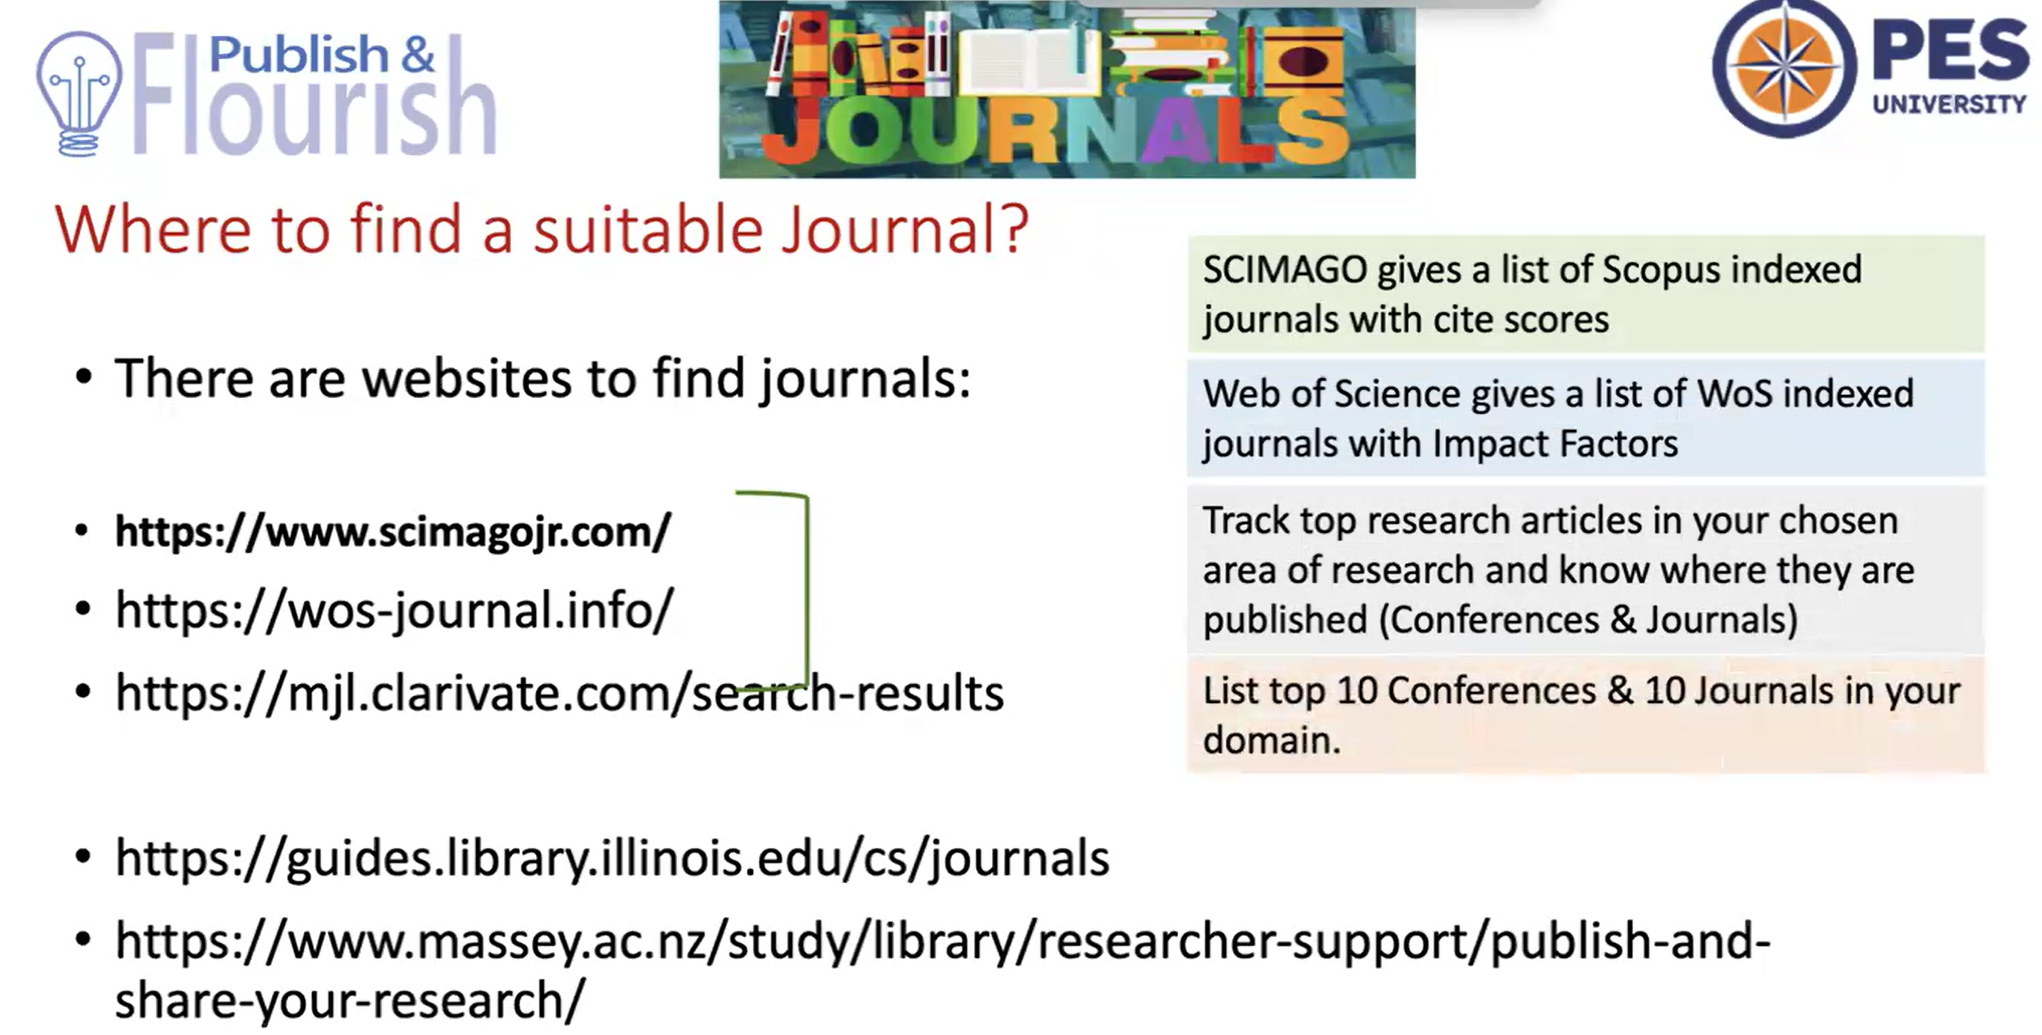 Publish &
Flourish
JOURNALS
PES
UNIVERSITY
Where to find a suitable Journal?
• There are websites to find journals:
• https://www.scimagojr.com/
• https://wos-journal.info/
• https://mjl.clarivate.com/search-results
• https://guides.library.illinois.edu/cs/journals
• https://www.massey.ac.nz/study/library/researcher-support/publish-and-
share-your-research/
SCIMAGO gives a list of Scopus indexed
journals with cite scores
Web of Science gives a list of WoS indexed
journals with Impact Factors
Track top research articles in your chosen
area of research and know where they are
published (Conferences & Journals)
List top 10 Conferences & 10 Journals in your
domain.